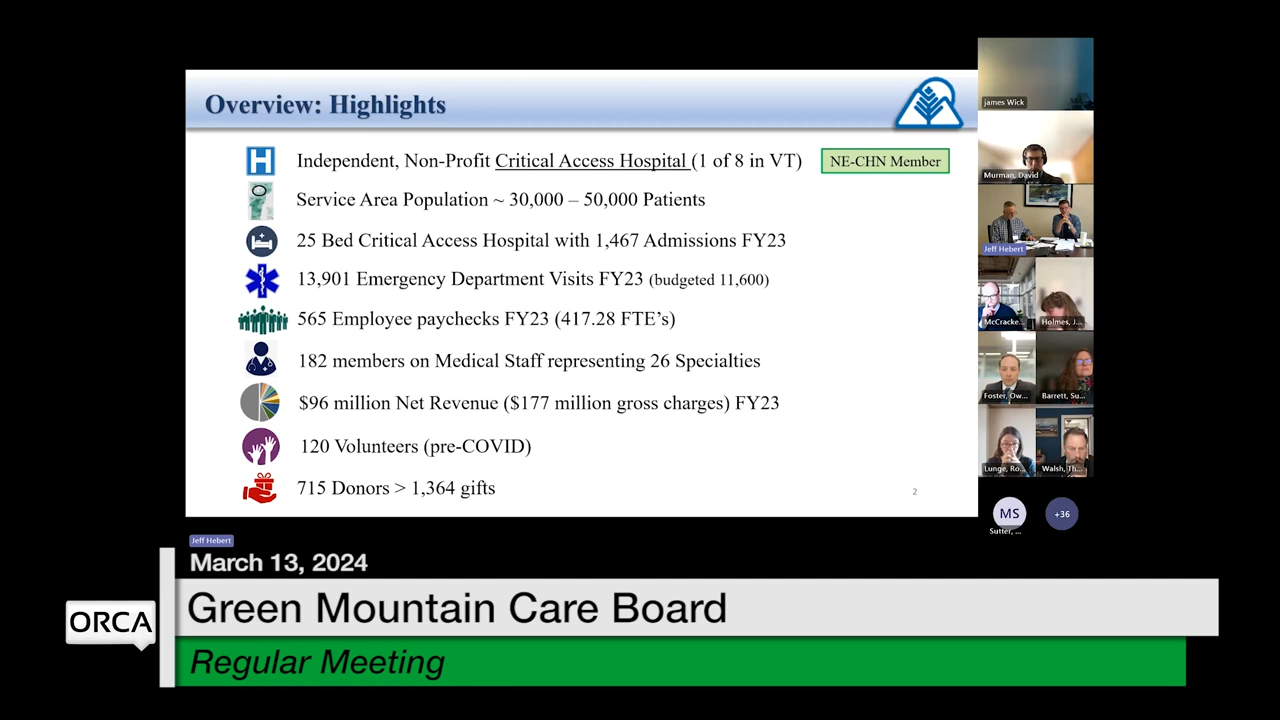 Overview: Highlights
H
Independent, Non-Profit Critical Access Hospital (1 of 8 in VT)
NE-CHN Member
Service Area Population ~ 30,000 – 50,000 Patients
25 Bed Critical Access Hospital with 1,467 Admissions FY23
13,901 Emergency Department Visits FY23 (budgeted 11,600)
565 Employee paychecks FY23 (417.28 FTE’s)
182 members on Medical Staff representing 26 Specialties
$96 million Net Revenue ($177 million gross charges) FY23
120 Volunteers (pre-COVID)
715 Donors > 1,364 gifts
2
james Wick
Murman, David
Jeff Hebert
McCracke...
Holmes, J...
Foster, Ow...
Barrett, Su...
Lunge, Ro...
Walsh, Th...
MS
+36
Sutter, ...
Jeff Hebert
March 13, 2024
ORCA
Green Mountain Care Board
Regular Meeting